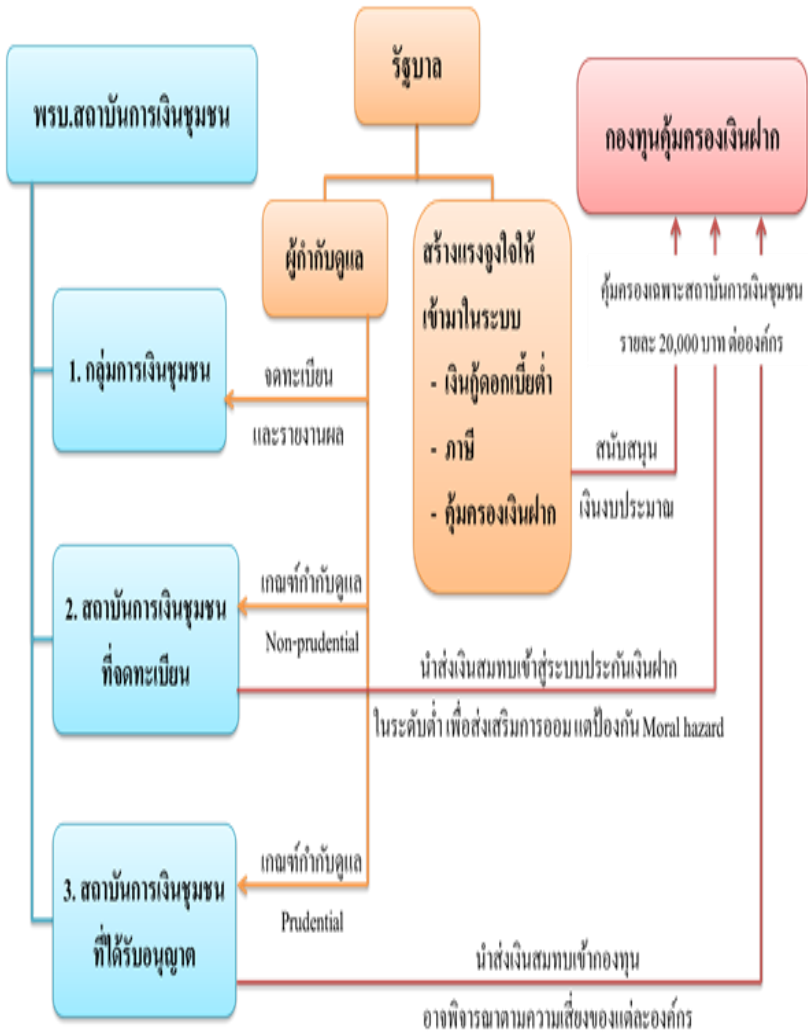 รัฐบาล
พรบ.สถาบันการเงินชุมชน
กองทุนคุ้มครองเงินฝาก
ผู้กำกับดูแล
สร้างแรงจูงใจให้
เข้ามาในระบบ
- เงินกู้ดอกเบี้ยต่ำ
- ภาษี
- คุ้มครองเงินฝาก
คุ้มครองเฉพาะสถาบันการเงินชุมชน
รายละ 20,000 บาท ต่อองค์กร
1. กลุ่มการเงินชุมชน
จดทะเบียน
และรายงานผล
สนับสนุน
เงินงบประมาณ
2. สถาบันการเงินชุมชน
ที่จดทะเบียน
เกณฑ์กำกับดูแล
Non-prudential
นำส่งเงินสมทบเข้าสู่ระบบประกันเงินฝาก
ในระดับต่ำ เพื่อส่งเสริมการออม แต่ป้องกัน Moral hazard
3. สถาบันการเงินชุมชน
ที่ได้รับอนุญาต
เกณฑ์กำกับดูแล
Prudential
นำส่งเงินสมทบเข้ากองทุน
อาจพิจารณาตามความเสี่ยงของแต่ละองค์กร